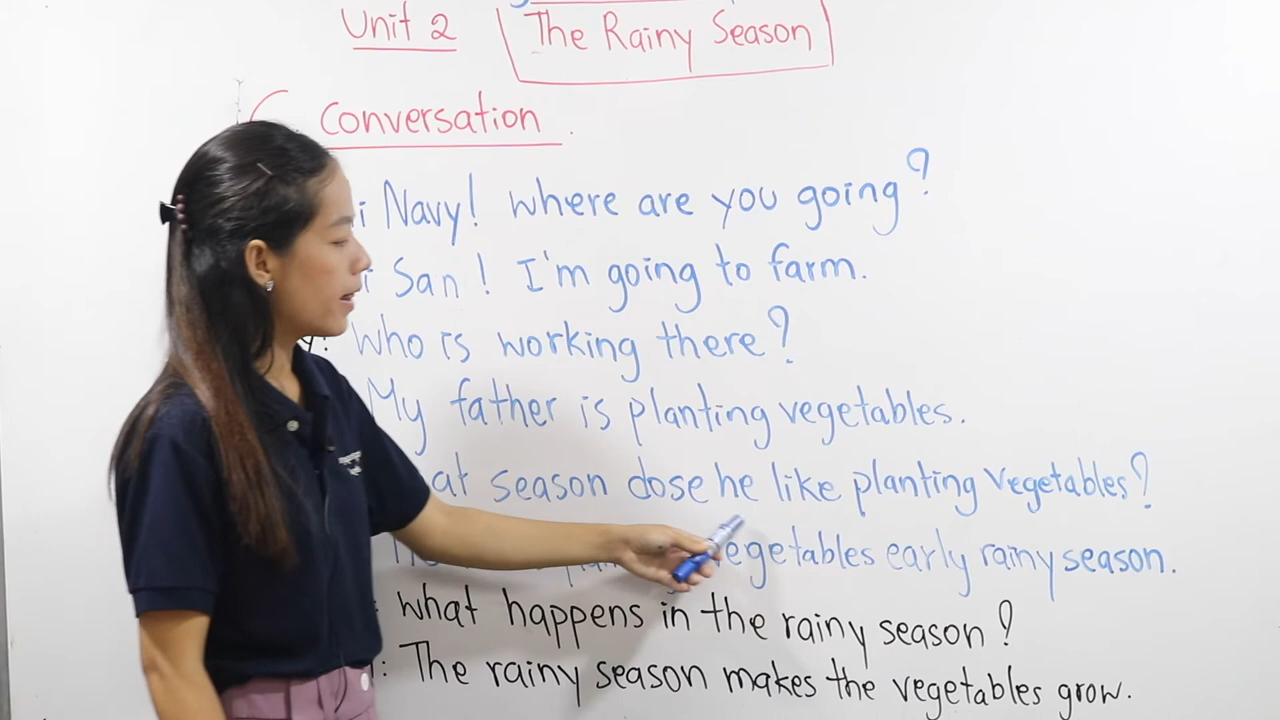 Unit 2 The Rainy Season
Conversation
Navy! where are you going?
San! I'm going to farm.
Who is working there?
My father is planting vegetables.
season dose he like planting vegetables?
vegetables early rainy season.
what happens in the rainy season?
The rainy season makes the vegetables grow.